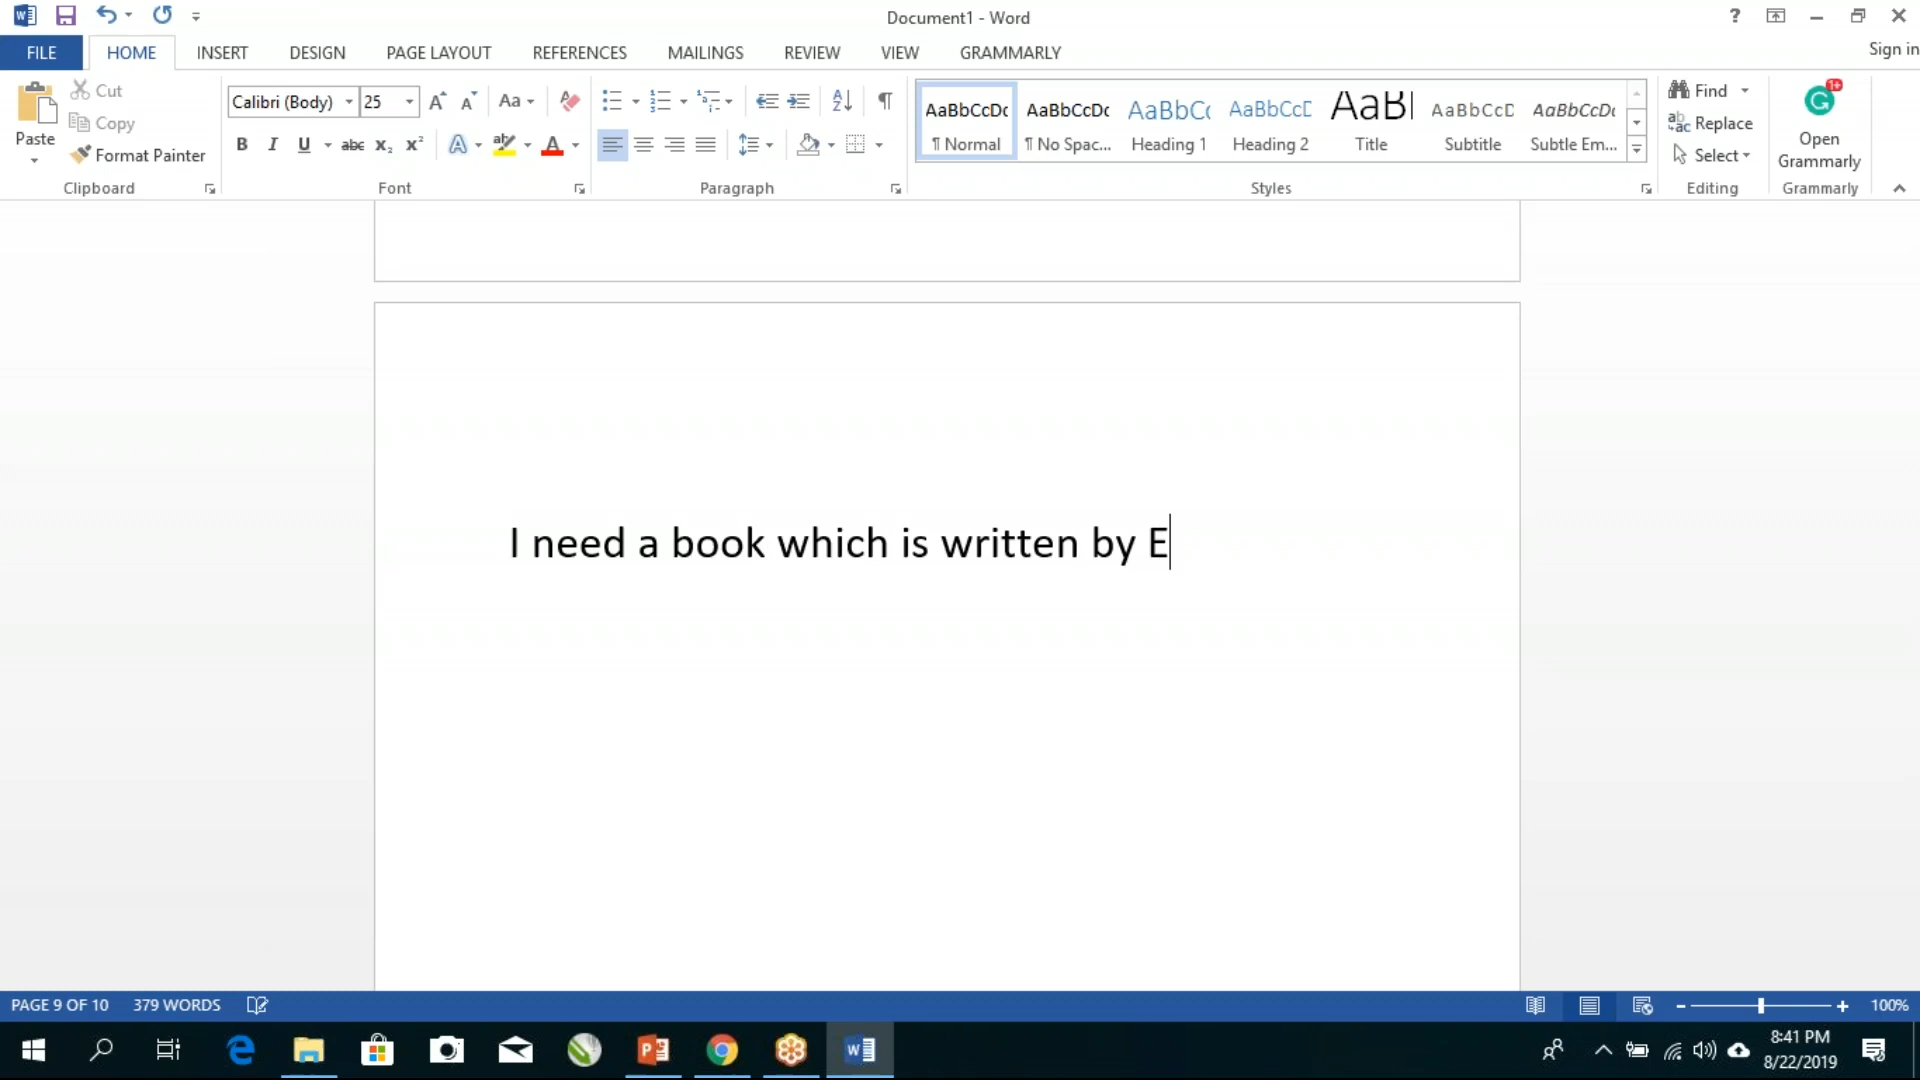 Document1 - Word
?
FILE
HOME
INSERT
DESIGN
PAGE LAYOUT
REFERENCES
MAILINGS
REVIEW
VIEW
GRAMMARLY
Sign in
Paste
Cut
Copy
Format Painter
Clipboard
Calibri (Body)
25
Font
Paragraph
AaBbCcDc
¶ Normal
AaBbCcDc
¶ No Spac...
AaBbCc
Heading 1
AaBbCcD
Heading 2
AaB
Title
AaBbCcD
Subtitle
AaBbCcDc
Subtle Em...
Styles
Find
Replace
Select
Editing
Open
Grammarly
Grammarly
I need a book which is written by E
PAGE 9 OF 10
379 WORDS
100%
8:41 PM
8/22/2019